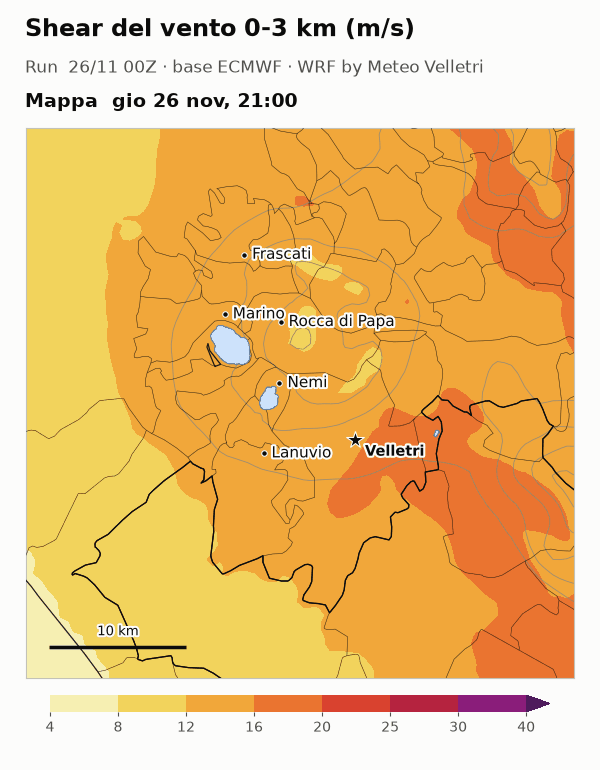 Shear del vento 0-3 km (m/s)
Run 26/11 00Z · base ECMWF · WRF by Meteo Velletri
Mappa gio 26 nov, 21:00
Frascati
Marino
Rocca di Papa
Nemi
Velletri
Lanuvio
10 km
4 8 12 16 20 25 30 40